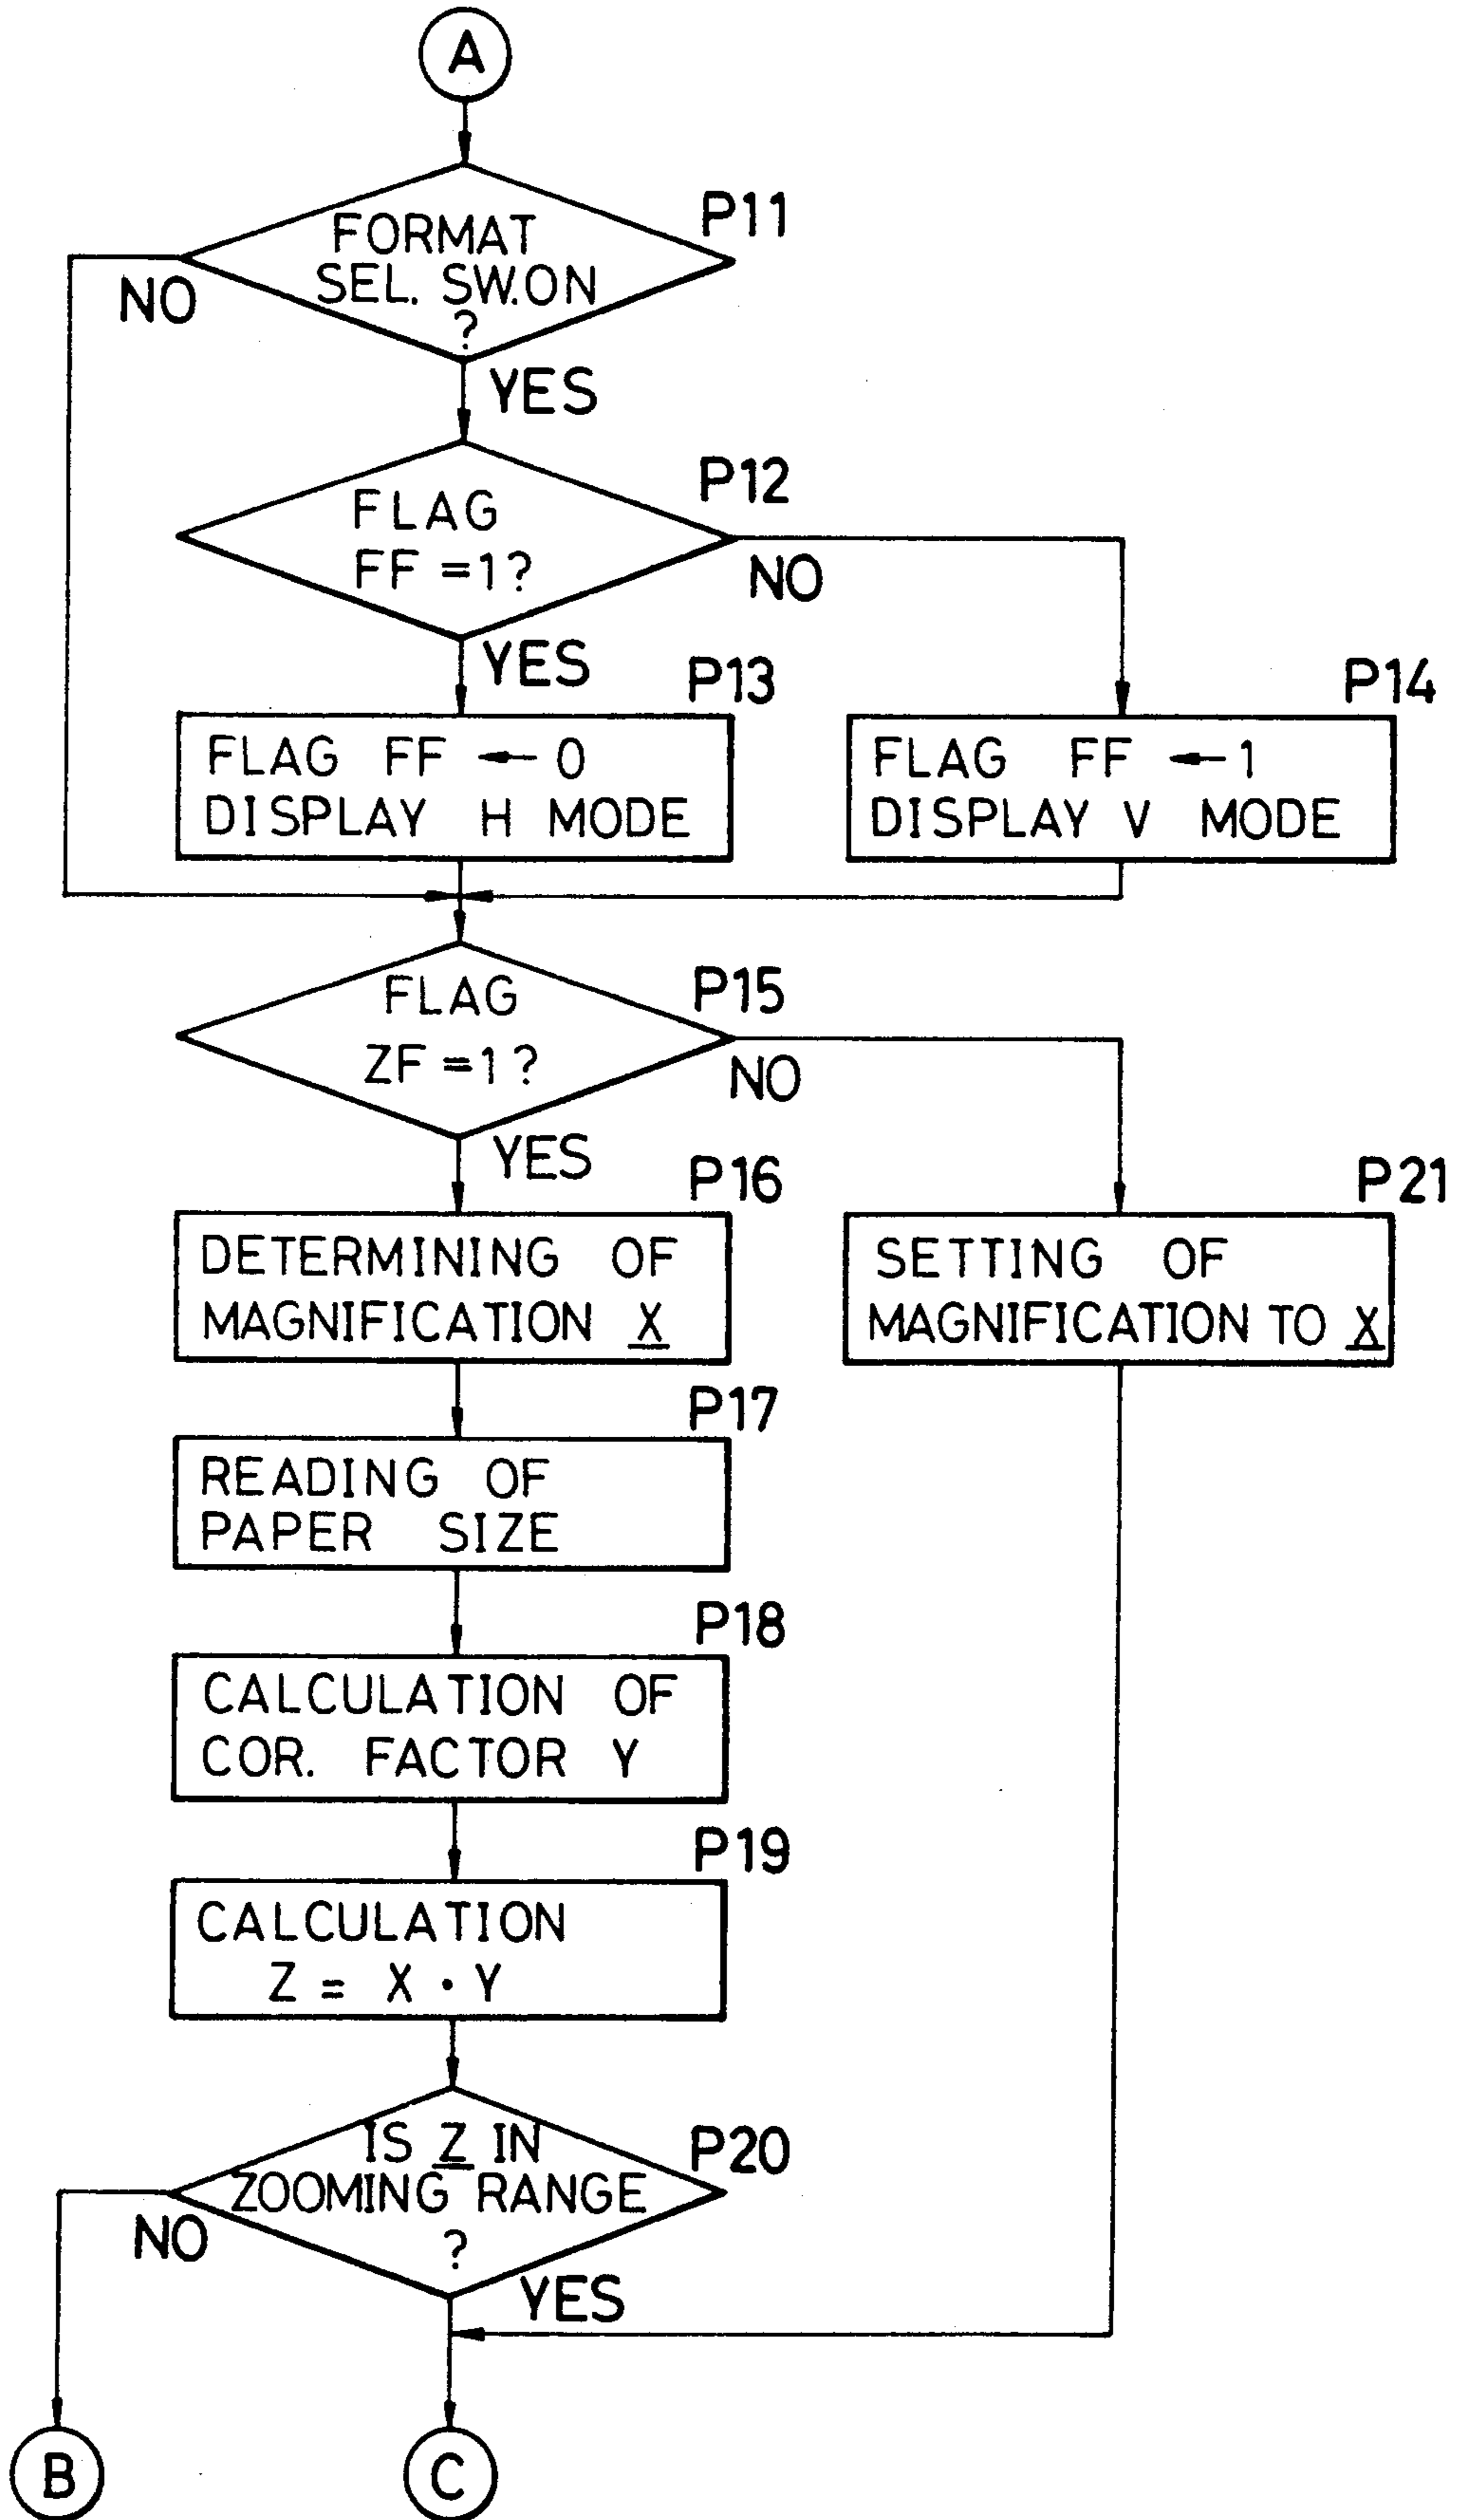 A
P11
FORMAT
SEL. SW.ON
?
NO
YES
P12
FLAG
FF =1?
NO
YES
P13
FLAG FF ← 0
DISPLAY H MODE
P14
FLAG FF ← 1
DISPLAY V MODE
P15
FLAG
ZF =1?
NO
YES
P16
DETERMINING OF
MAGNIFICATION X
P21
SETTING OF
MAGNIFICATION TO X
P17
READING OF
PAPER SIZE
P18
CALCULATION OF
COR. FACTOR Y
P19
CALCULATION
Z = X · Y
P20
IS Z IN
ZOOMING RANGE
?
NO
YES
B
C